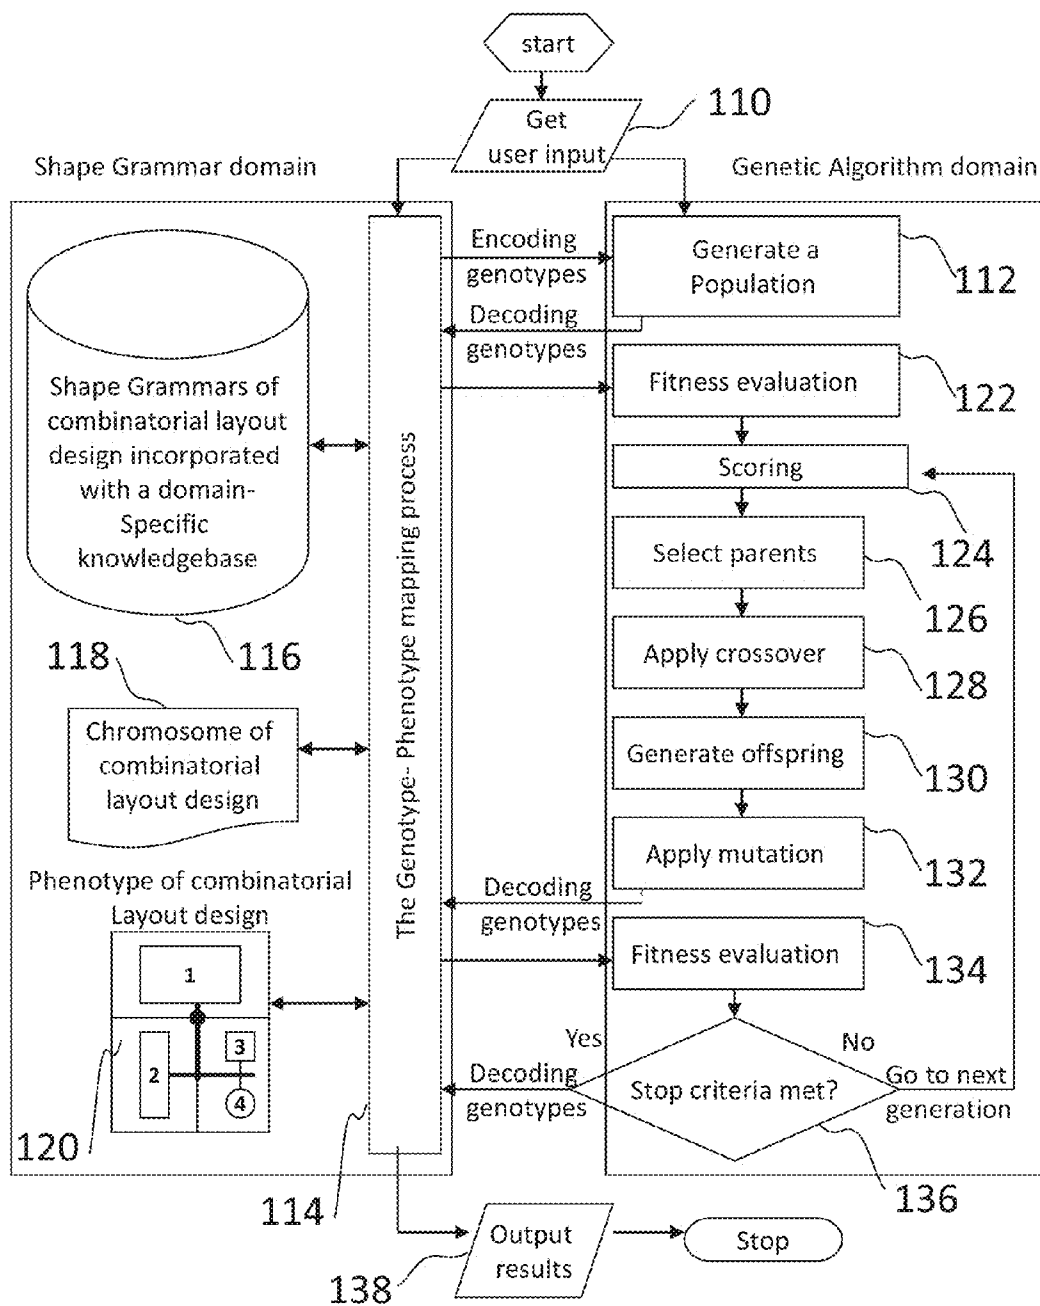 start
Get
user input
110
Shape Grammar domain
Genetic Algorithm domain
Encoding
genotypes
Generate a
Population
112
Decoding
genotypes
Shape Grammars of
combinatorial layout
design incorporated
with a domain-
Specific
knowledgebase
116
The Genotype- Phenotype mapping process
Fitness evaluation
122
Scoring
124
Select parents
126
Apply crossover
128
118
Chromosome of
combinatorial
layout design
Generate offspring
130
Apply mutation
132
Phenotype of combinatorial
Layout design
1
2
3
4
120
Decoding
genotypes
Fitness evaluation
134
Yes
No
Decoding
genotypes
Stop criteria met?
Go to next
generation
136
114
Output
results
138
Stop